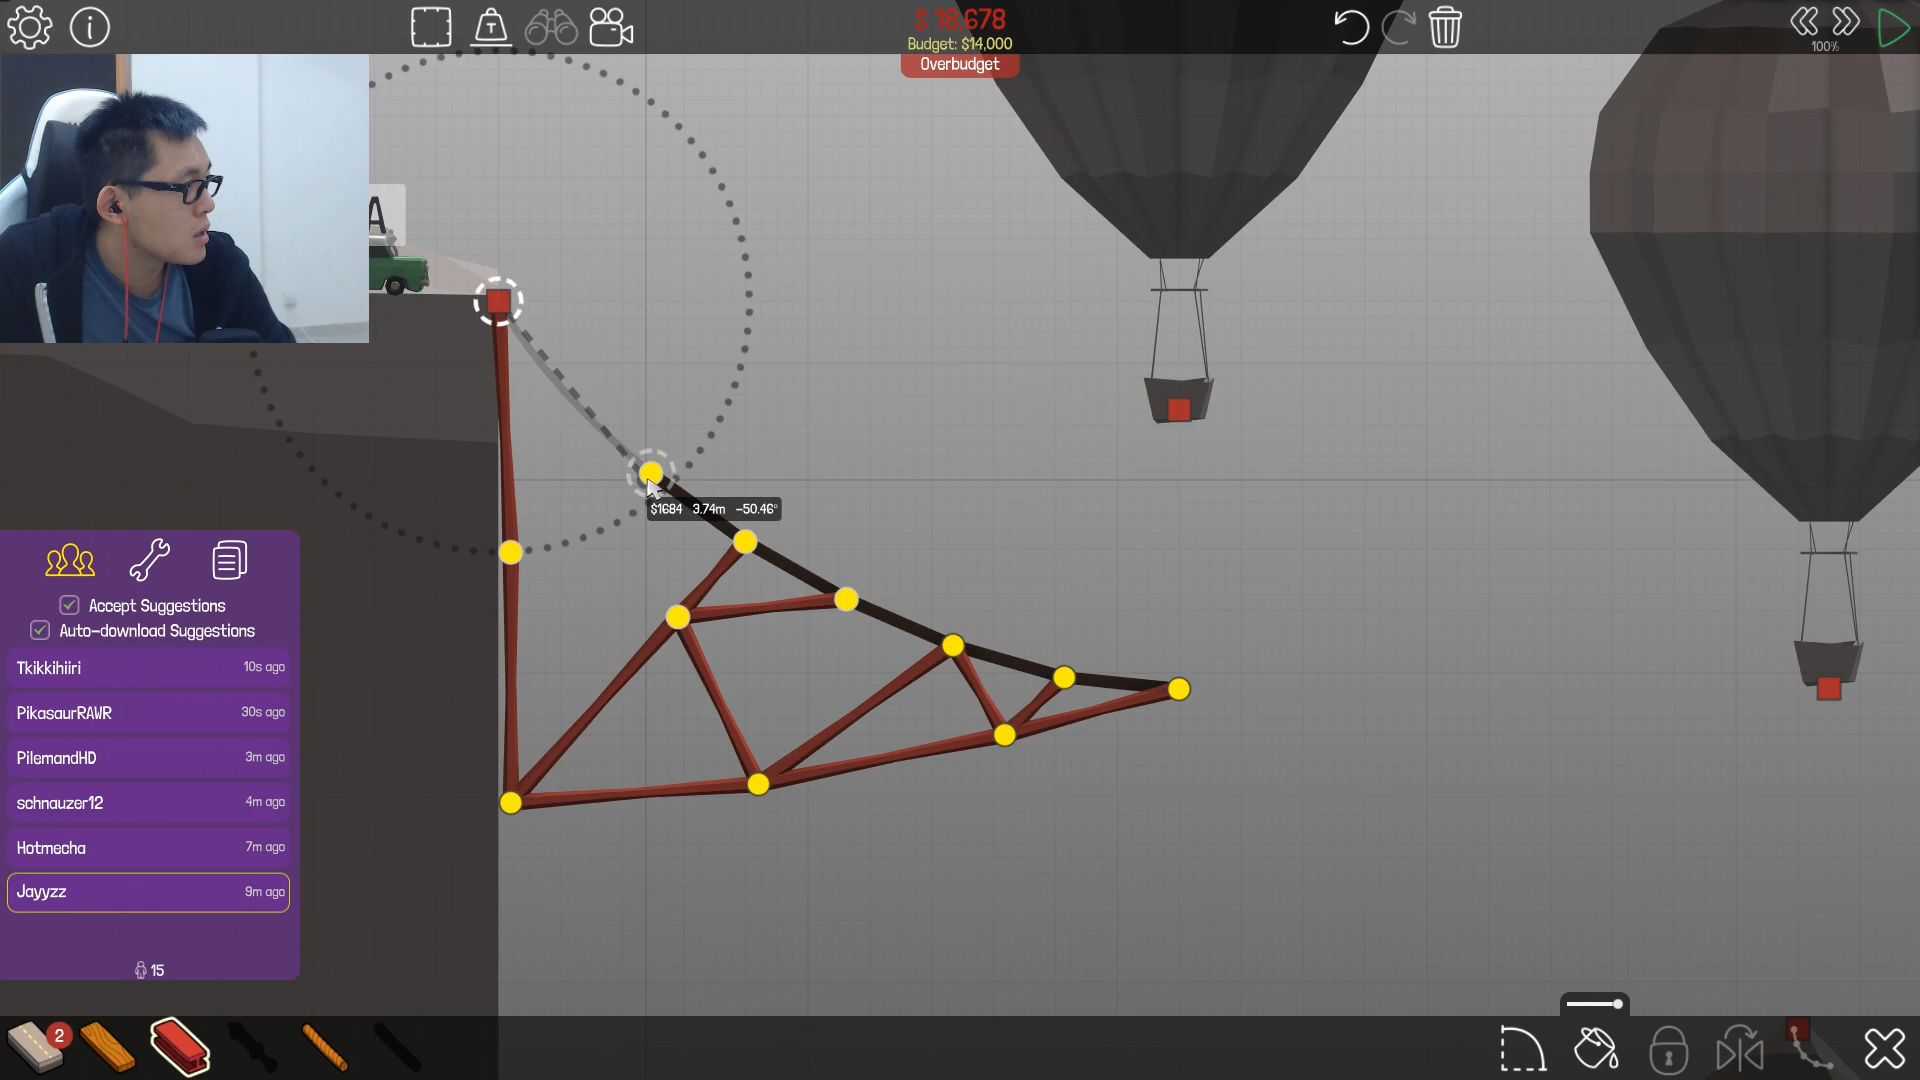 $ 18,678
Budget: $14,000
Overbudget
100%
A
$1684 3.74m -50.46°
Accept Suggestions
Auto-download Suggestions
Tkikkihiiri 10s ago
PikasaurRAWR 30s ago
PilemandHD 3m ago
schnauzer12 4m ago
Hotmecha 7m ago
Jayyzz 9m ago
15
2